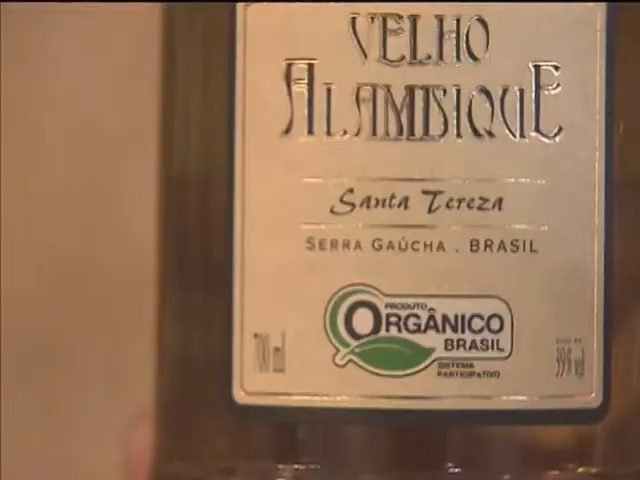 VELHO
ALAMBIQUE
Santa Tereza
SERRA GAÚCHA . BRASIL
PRODUTO
ORGÂNICO
BRASIL
SISTEMA
PARTICIPATIVO
700 ml
39% vol